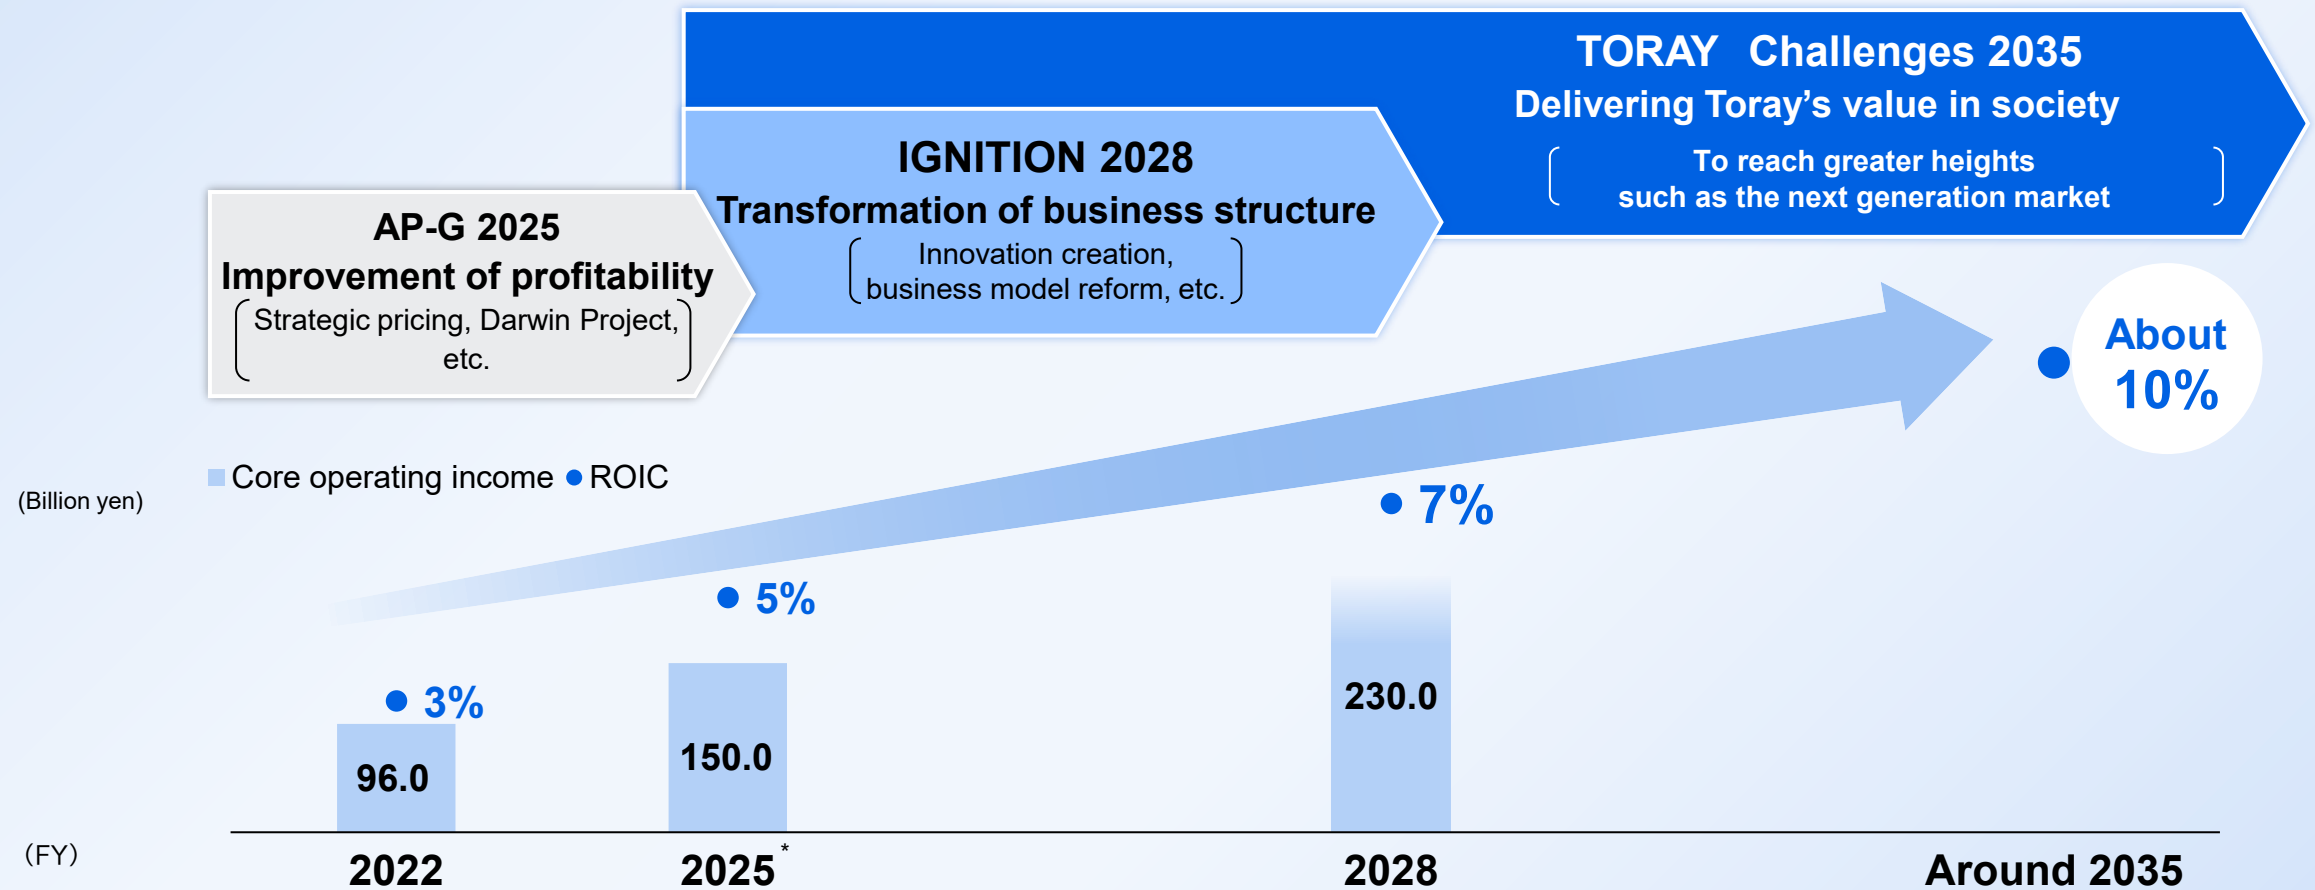 TORAY Challenges 2035
Delivering Toray’s value in society
To reach greater heights
such as the next generation market
IGNITION 2028
Transformation of business structure
Innovation creation,
business model reform, etc.
AP-G 2025
Improvement of profitability
Strategic pricing, Darwin Project,
etc.
About
10%
Core operating income ROIC
(Billion yen)
7%
5%
3%
230.0
150.0
96.0
（FY）
2022
2025*
2028
Around 2035